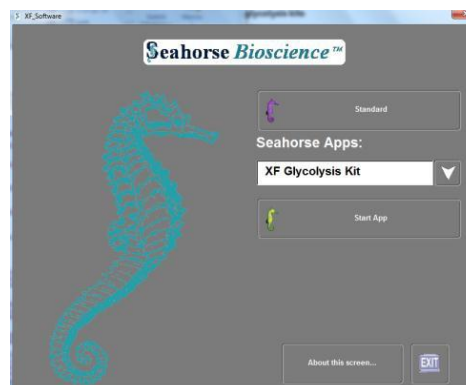 XF_Software
Seahorse Bioscience™
Standard
Seahorse Apps:
XF Glycolysis Kit
Start App
About this screen...
EXIT